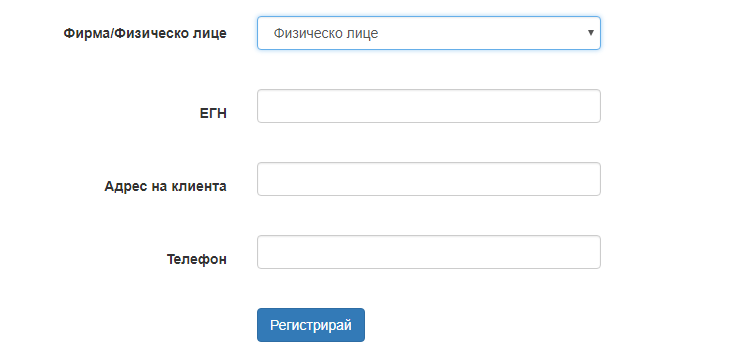 Фирма/Физическо лице
Физическо лице
ЕГН
Адрес на клиента
Телефон
Регистрирай